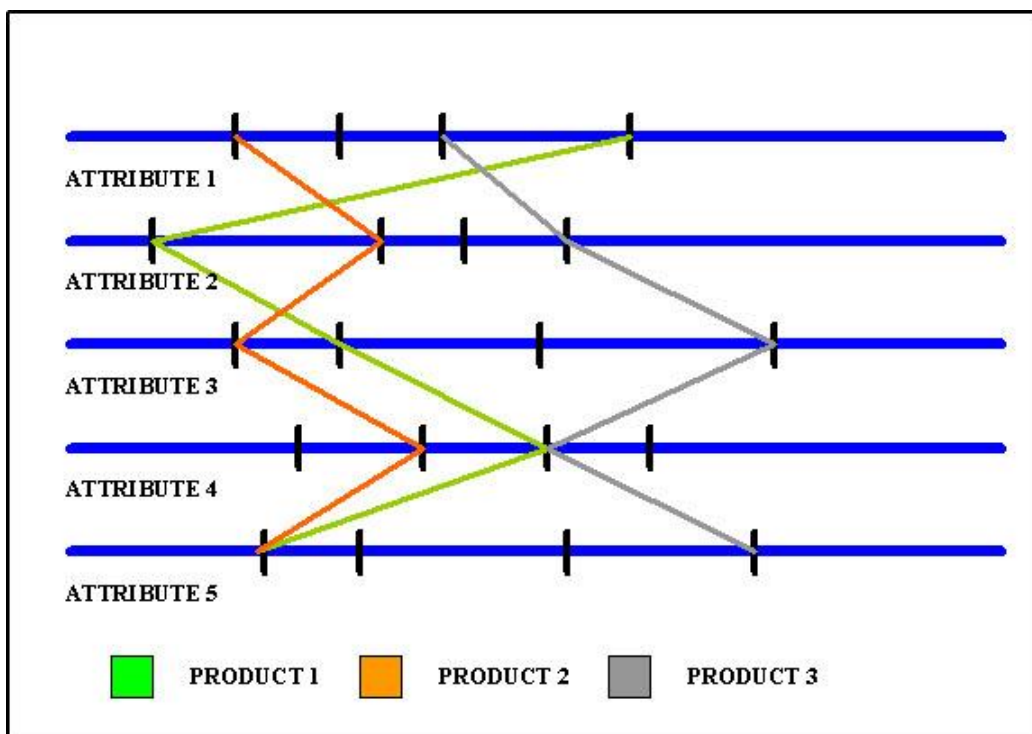 ATTRIBUTE 1
ATTRIBUTE 2
ATTRIBUTE 3
ATTRIBUTE 4
ATTRIBUTE 5
PRODUCT 1 PRODUCT 2 PRODUCT 3